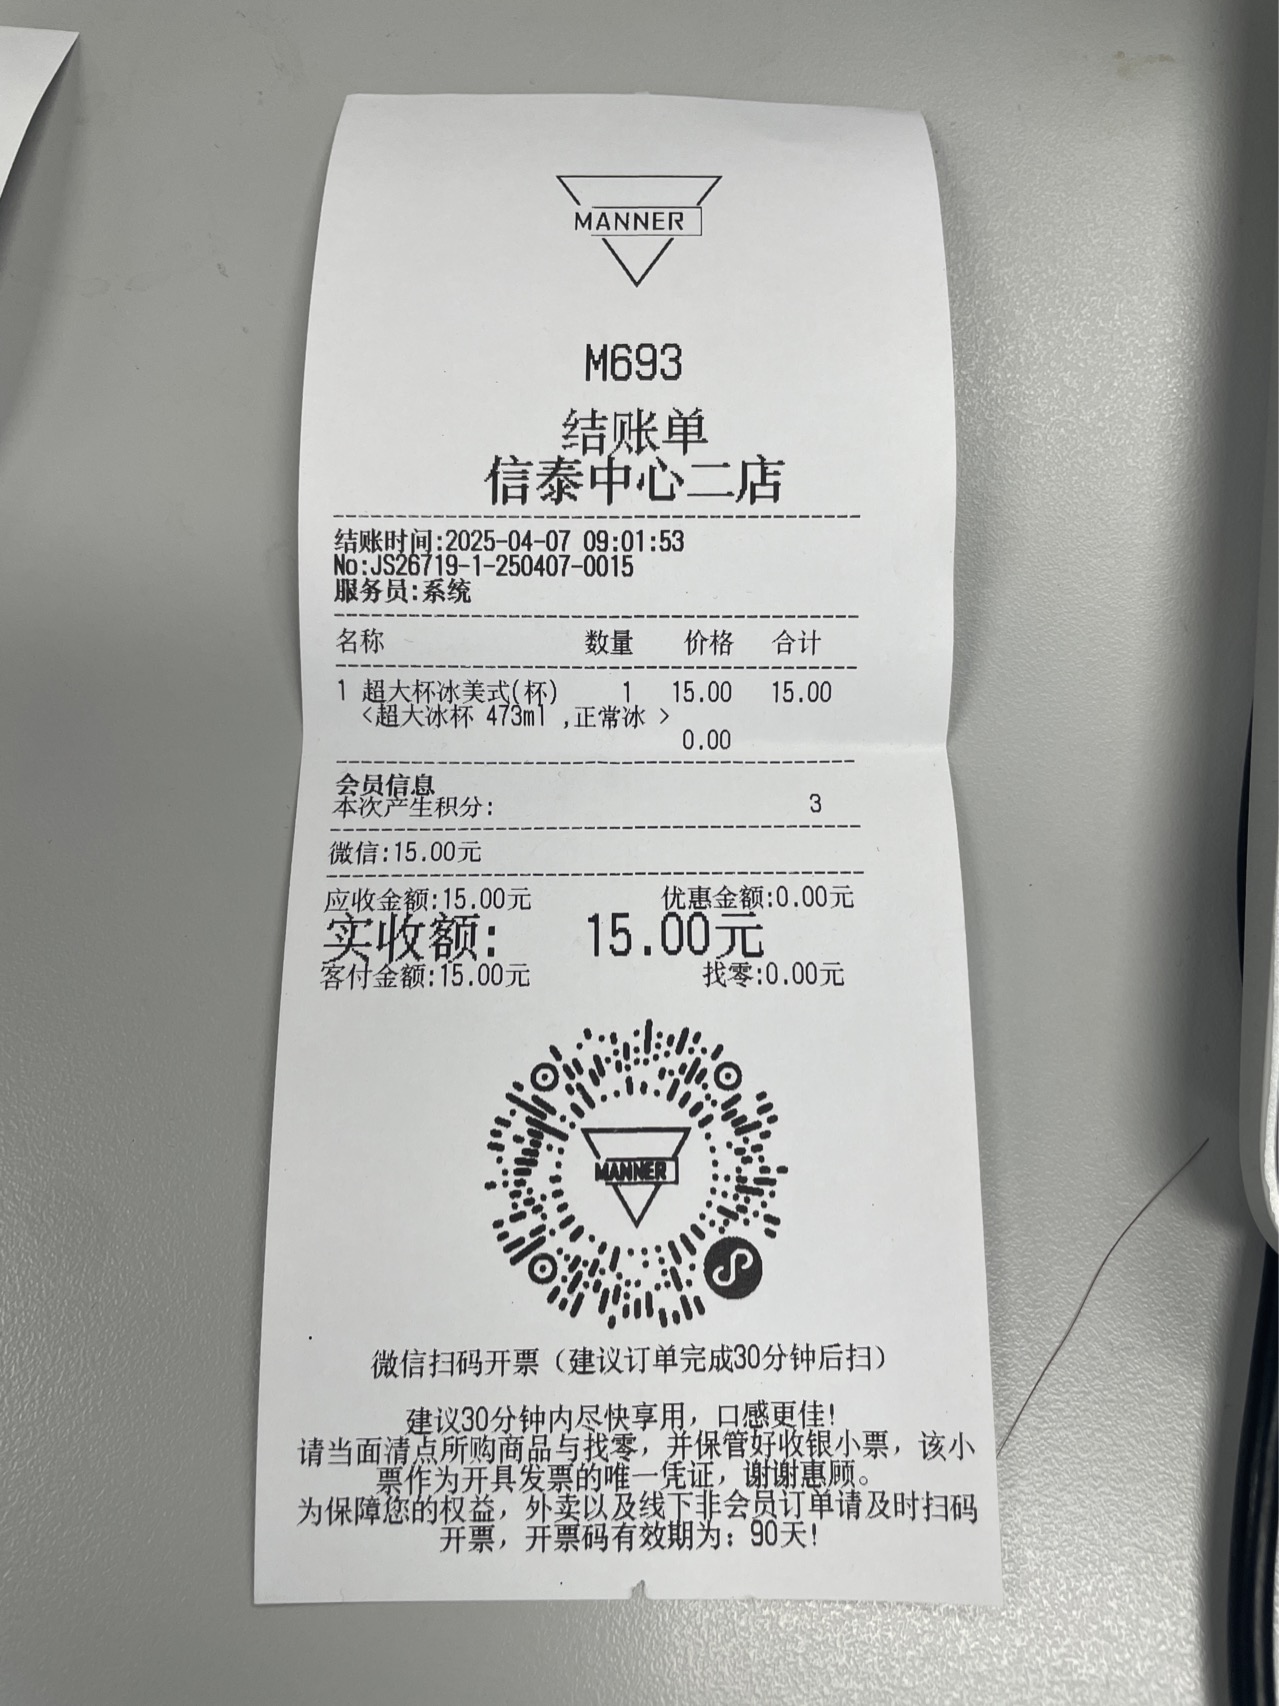 MANNER
M693
结账单
信泰中心二店
结账时间:2025-04-07 09:01:53
No:JS26719-1-250407-0015
服务员:系统
名称 数量 价格 合计
1 超大杯冰美式(杯) 1 15.00 15.00
<超大冰杯 473ml ,正常冰 >
0.00
会员信息
本次产生积分: 3
微信:15.00元
应收金额:15.00元 优惠金额:0.00元
实收额: 15.00元
客付金额:15.00元 找零:0.00元
MANNER
微信扫码开票（建议订单完成30分钟后扫）
建议30分钟内尽快享用，口感更佳!
请当面清点所购商品与找零，并保管好收银小票，该小
票作为开具发票的唯一凭证，谢谢惠顾。
为保障您的权益，外卖以及线下非会员订单请及时扫码
开票，开票码有效期为：90天!